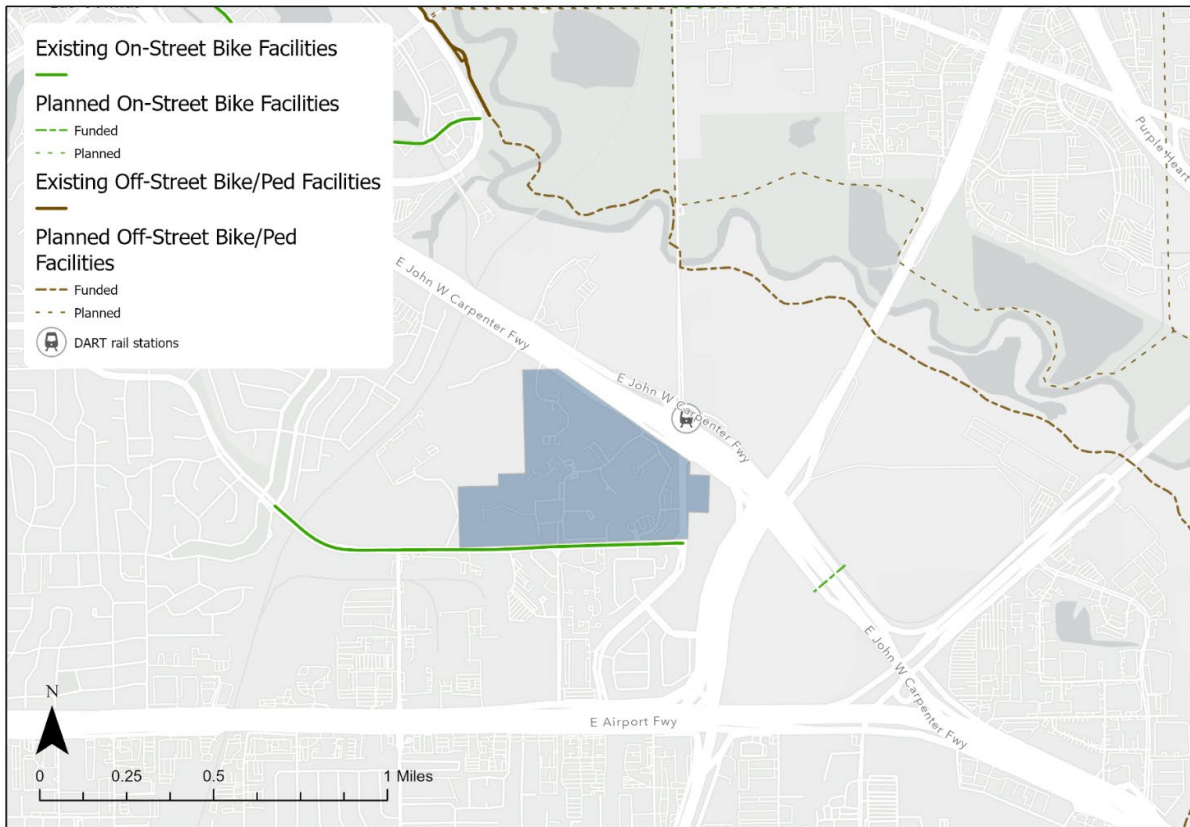 Existing On-Street Bike Facilities
Planned On-Street Bike Facilities
Funded
Planned
Existing Off-Street Bike/Ped Facilities
Planned Off-Street Bike/Ped
Facilities
Funded
Planned
DART rail stations
Purple Heart
E John W Carpenter Fwy
E John W Carpenter Fwy
E John W Carpenter Fwy
E Airport Fwy
N
0 0.25 0.5 1 Miles